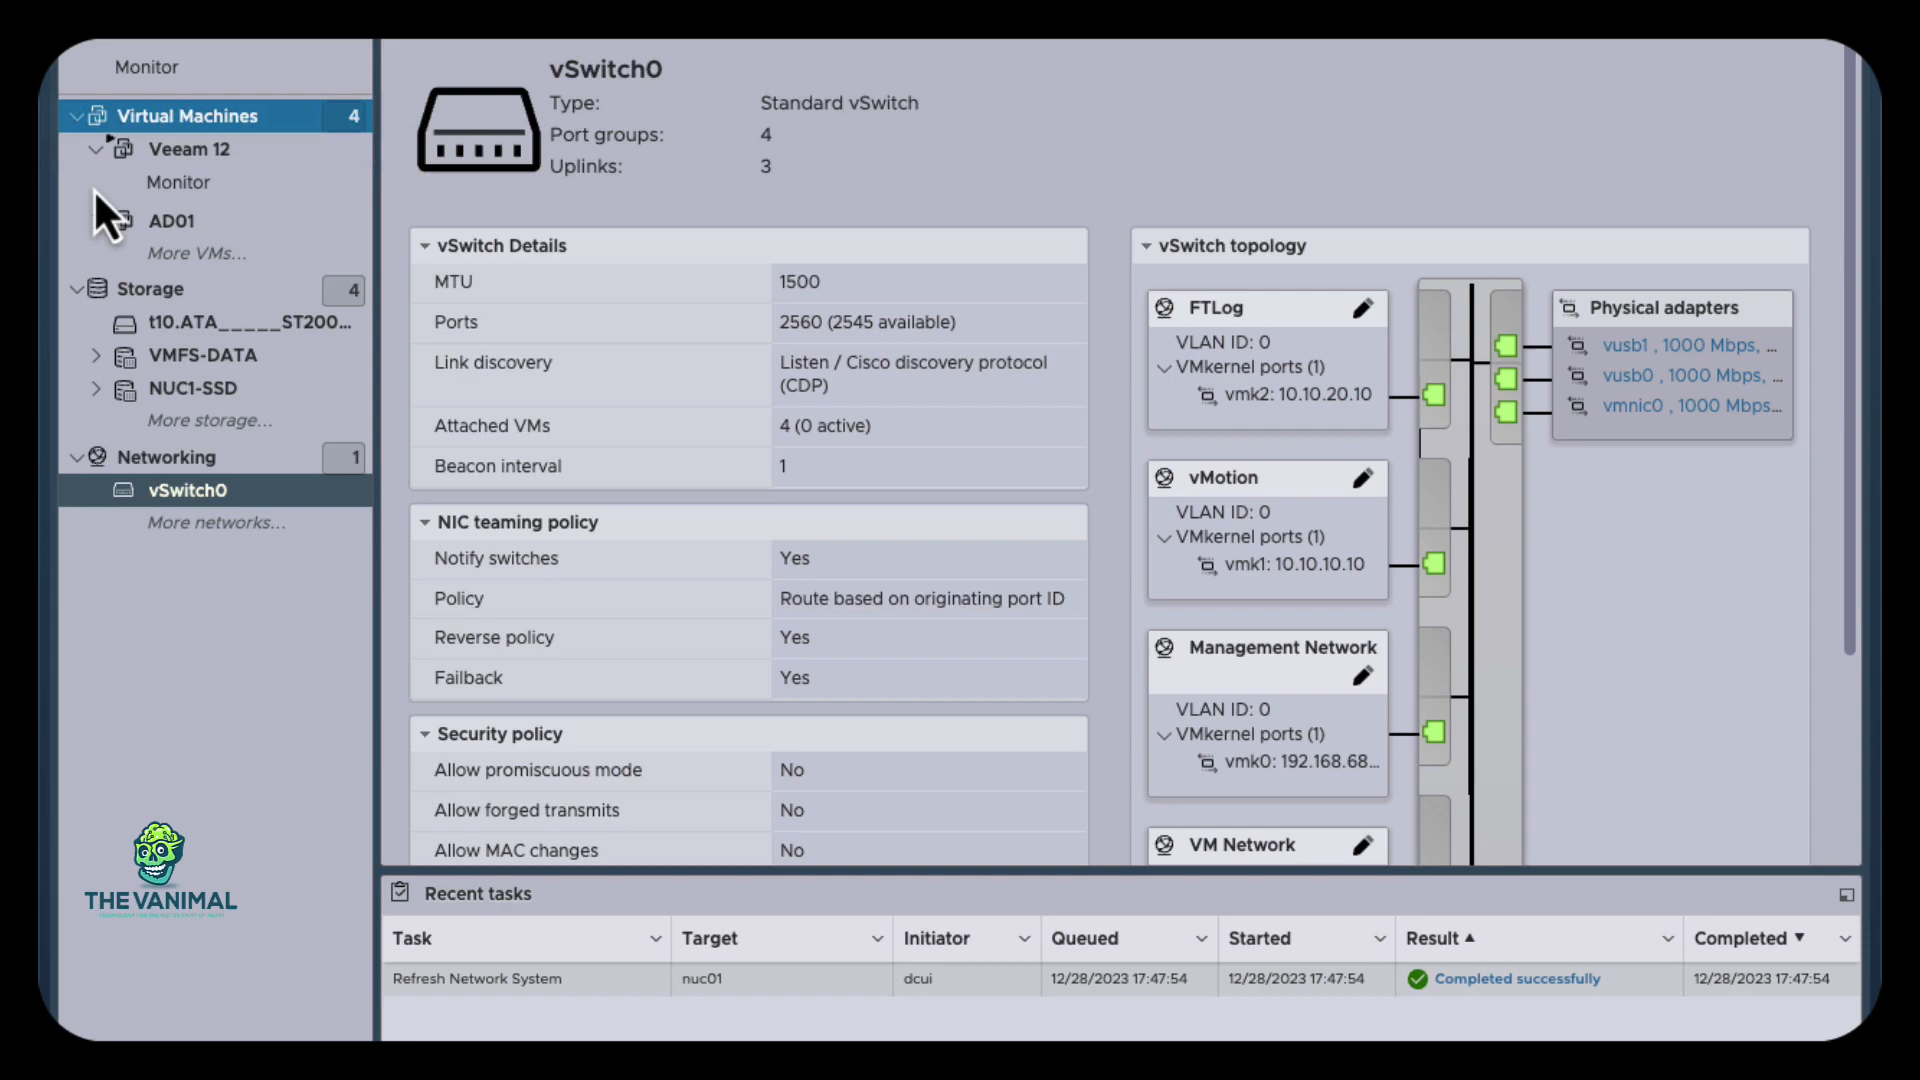 Monitor
Virtual Machines 4
Veeam 12
Monitor
AD01
More VMs...
Storage 4
t10.ATA_____ST200...
VMFS-DATA
NUC1-SSD
More storage...
Networking 1
vSwitch0
More networks...
THE VANIMAL
vSwitch0
Type: Standard vSwitch
Port groups: 4
Uplinks: 3
vSwitch Details
MTU 1500
Ports 2560 (2545 available)
Link discovery Listen / Cisco discovery protocol
(CDP)
Attached VMs 4 (0 active)
Beacon interval 1
NIC teaming policy
Notify switches Yes
Policy Route based on originating port ID
Reverse policy Yes
Failback Yes
Security policy
Allow promiscuous mode No
Allow forged transmits No
Allow MAC changes No
vSwitch topology
FTLog
VLAN ID: 0
VMkernel ports (1)
vmk2: 10.10.20.10
vMotion
VLAN ID: 0
VMkernel ports (1)
vmk1: 10.10.10.10
Management Network
VLAN ID: 0
VMkernel ports (1)
vmk0: 192.168.68...
VM Network
Physical adapters
vusb1 , 1000 Mbps, ...
vusb0 , 1000 Mbps, ...
vmnic0 , 1000 Mbps...
Recent tasks
Task Target Initiator Queued Started Result Completed
Refresh Network System nuc01 dcui 12/28/2023 17:47:54 12/28/2023 17:47:54 Completed successfully 12/28/2023 17:47:54